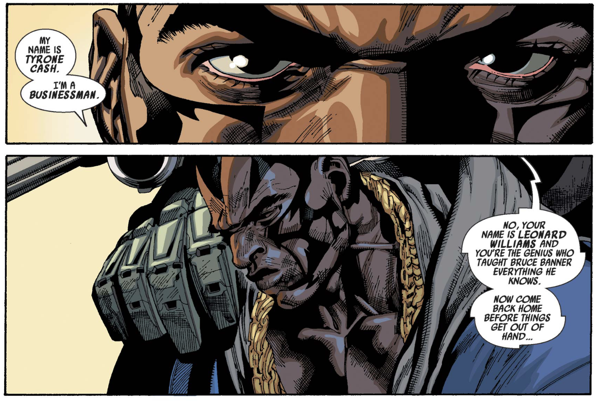 MY
NAME IS
TYRONE
CASH.
I'M A
BUSINESSMAN.
NO, YOUR
NAME IS LEONARD
WILLIAMS AND
YOU'RE THE GENIUS WHO
TAUGHT BRUCE BANNER
EVERYTHING HE
KNOWS.
NOW COME
BACK HOME
BEFORE THINGS
GET OUT OF
HAND...